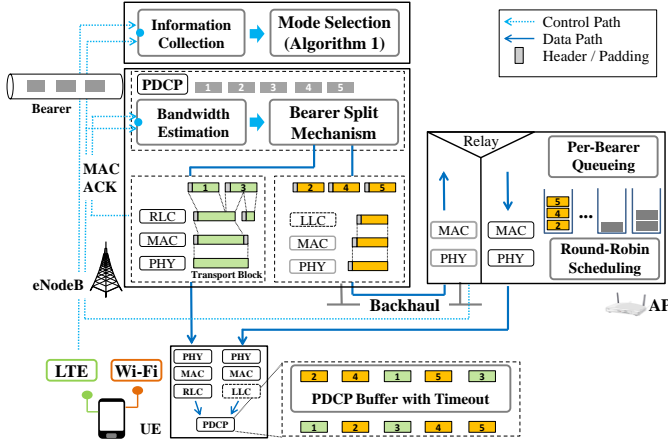 Information
Collection
Mode Selection
(Algorithm 1)
Control Path
Data Path
Header / Padding
Bearer
PDCP
1 2 3 4 5
Bandwidth
Estimation
Bearer Split
Mechanism
MAC
ACK
1 3
RLC
MAC
PHY
Transport Block
2 4 5
LLC
MAC
PHY
eNodeB
Backhaul
Relay
MAC
PHY
MAC
PHY
Per-Bearer
Queueing
5
4
2
...
Round-Robin
Scheduling
AP
LTE
Wi-Fi
UE
PHY PHY
MAC MAC
RLC LLC
PDCP
2 4 1 5 3
PDCP Buffer with Timeout
1 2 3 4 5